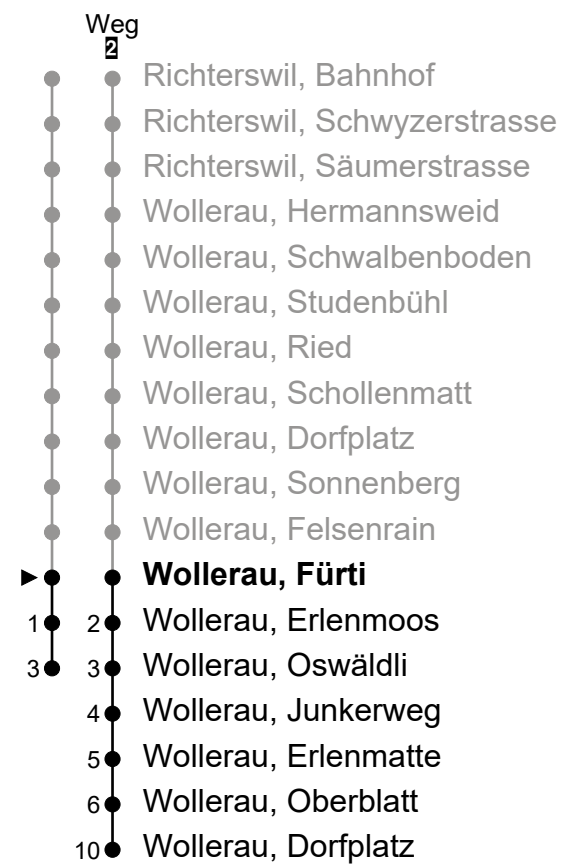 Weg
2
Richterswil, Bahnhof
Richterswil, Schwyzerstrasse
Richterswil, Säumerstrasse
Wollerau, Hermannsweid
Wollerau, Schwalbenboden
Wollerau, Studenbühl
Wollerau, Ried
Wollerau, Schollenmatt
Wollerau, Dorfplatz
Wollerau, Sonnenberg
Wollerau, Felsenrain
Wollerau, Fürti
1 2 Wollerau, Erlenmoos
3 3 Wollerau, Oswäldli
4 Wollerau, Junkerweg
5 Wollerau, Erlenmatte
6 Wollerau, Oberblatt
10 Wollerau, Dorfplatz